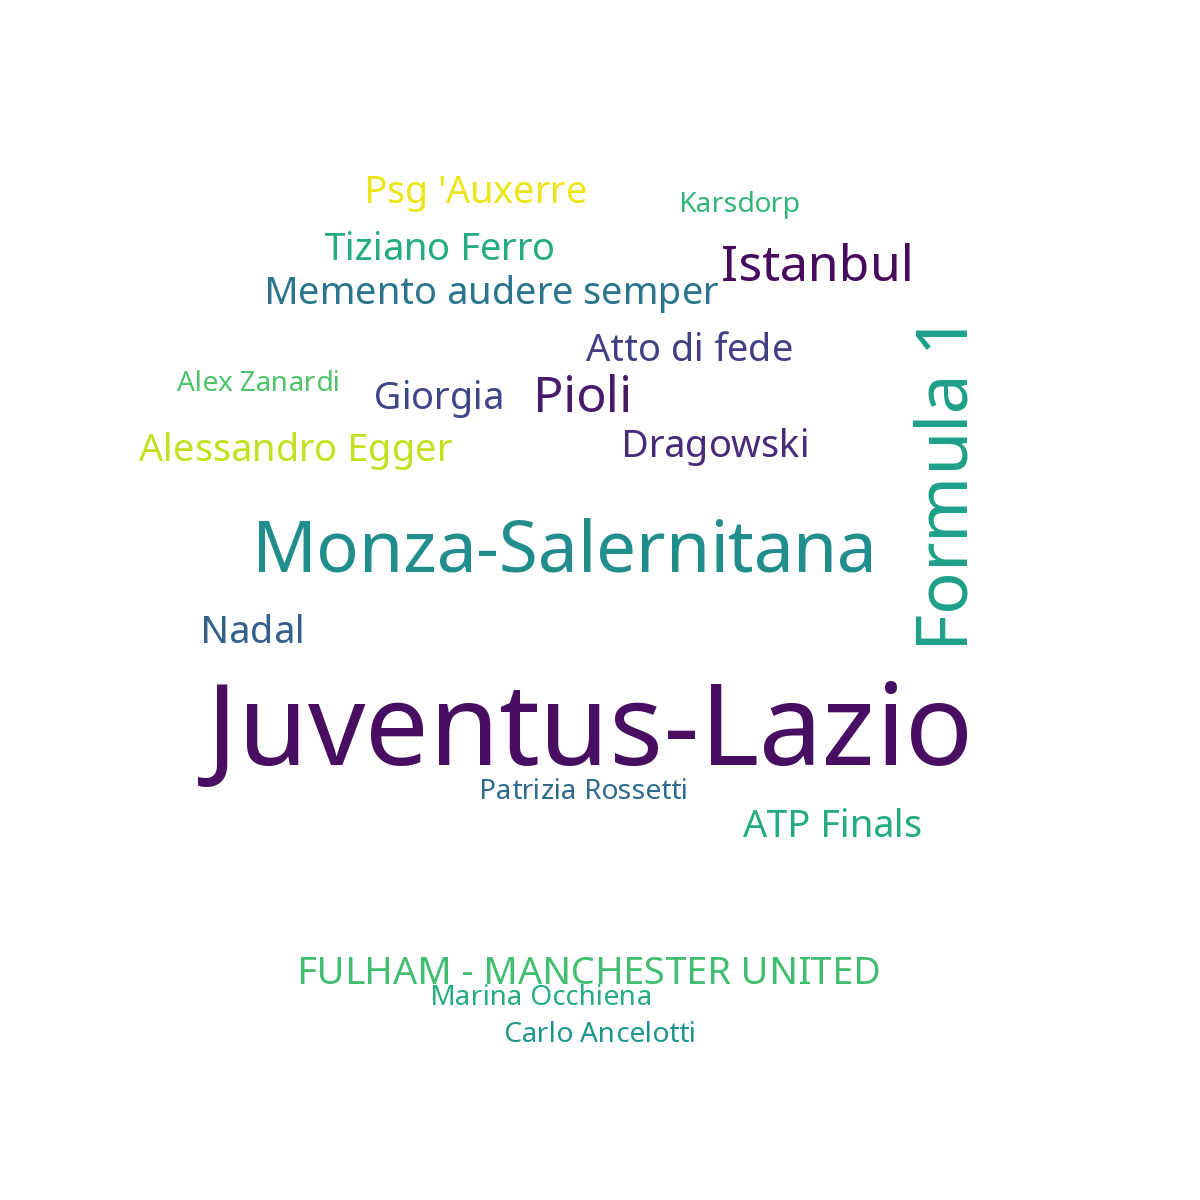 Psg 'Auxerre
Karsdorp
Tiziano Ferro
Istanbul
Memento audere semper
Atto di fede
Alex Zanardi
Giorgia
Pioli
Formula 1
Alessandro Egger
Dragowski
Monza-Salernitana
Nadal
Juventus-Lazio
Patrizia Rossetti
ATP Finals
FULHAM - MANCHESTER UNITED
Marina Occhiena
Carlo Ancelotti